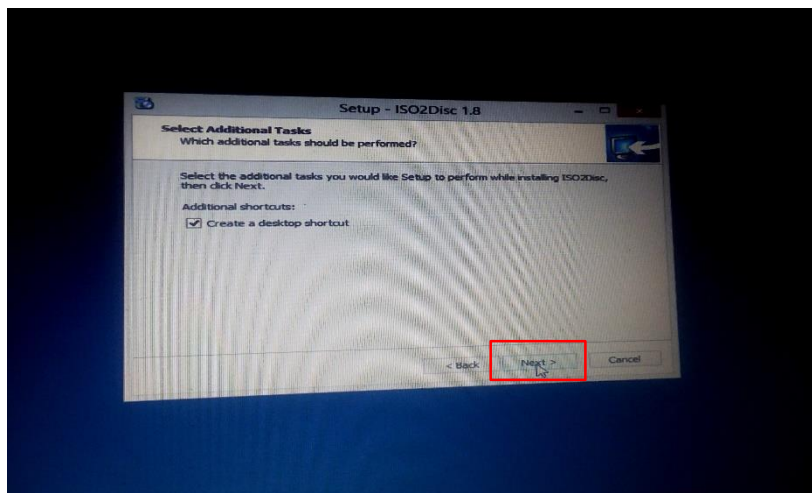 Setup - ISO2Disc 1.8
Select Additional Tasks
Which additional tasks should be performed?
Select the additional tasks you would like Setup to perform while installing ISO2Disc,
then click Next.
Additional shortcuts:
Create a desktop shortcut
< Back Next > Cancel